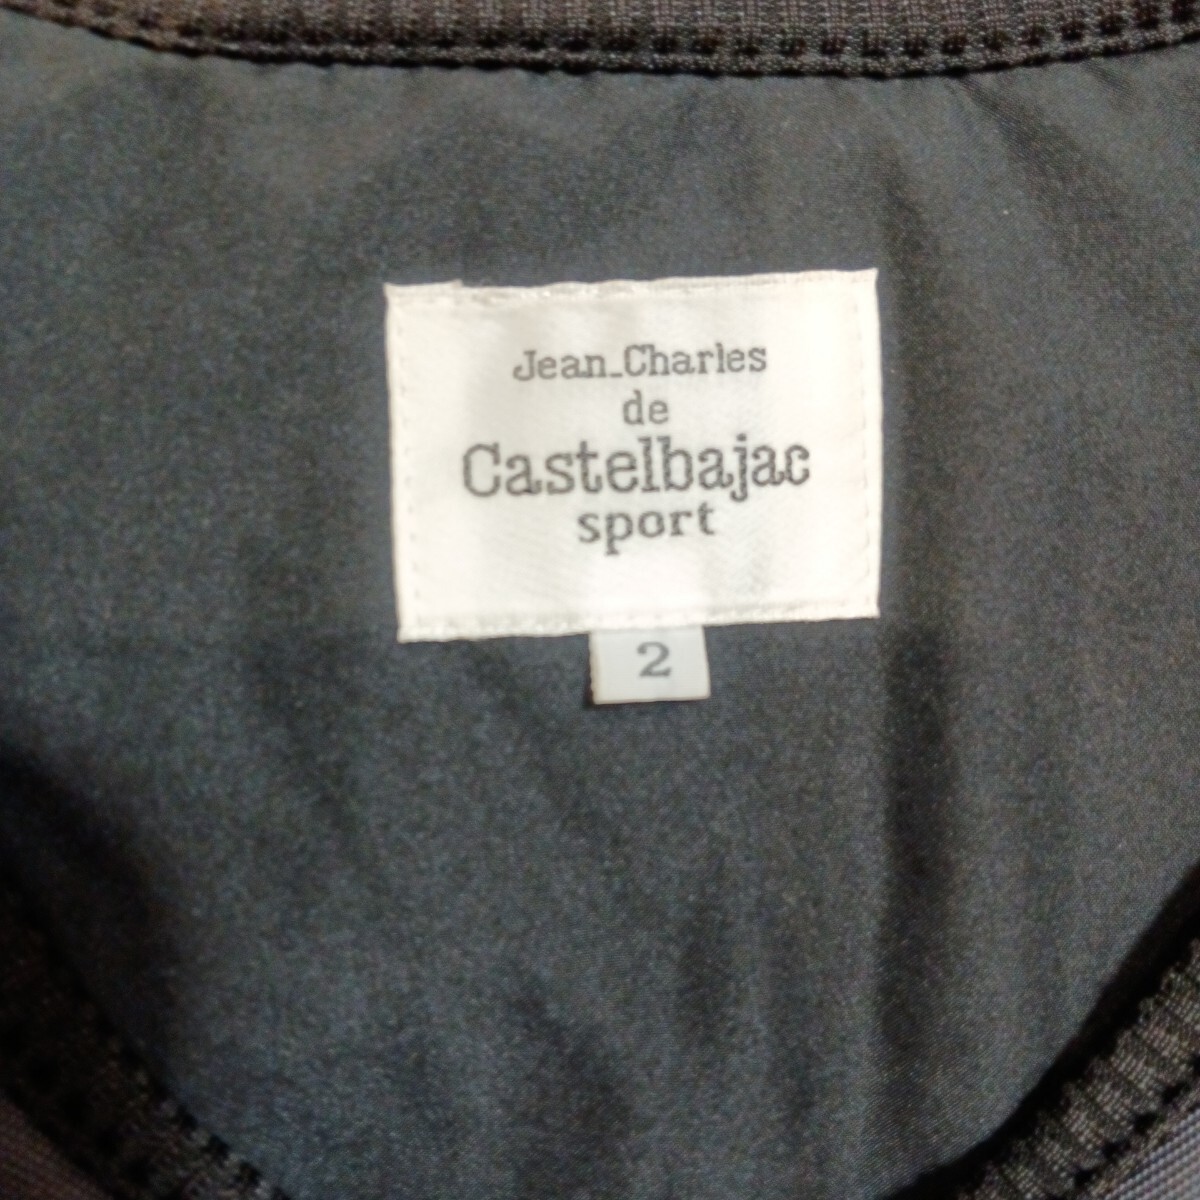 Jean_Charles
de
Castelbajac
sport
2